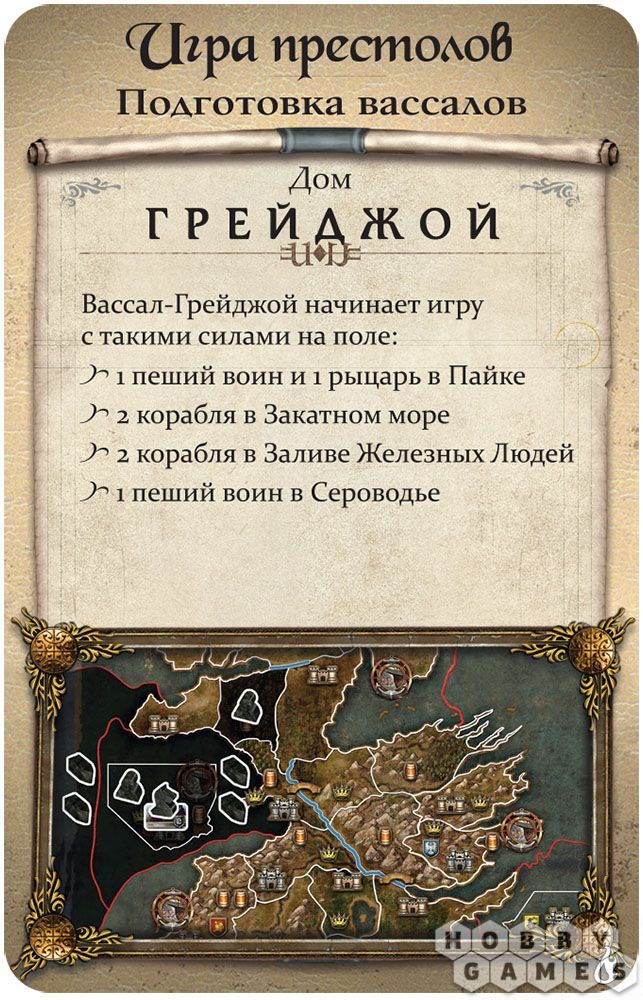 Игра престолов
Подготовка вассалов
Дом
ГРЕЙДЖОЙ
Вассал-Грейджой начинает игру
с такими силами на поле:
1 пеший воин и 1 рыцарь в Пайке
2 корабля в Закатном море
2 корабля в Заливе Железных Людей
1 пеший воин в Сероводье
HOBBY
GAMES